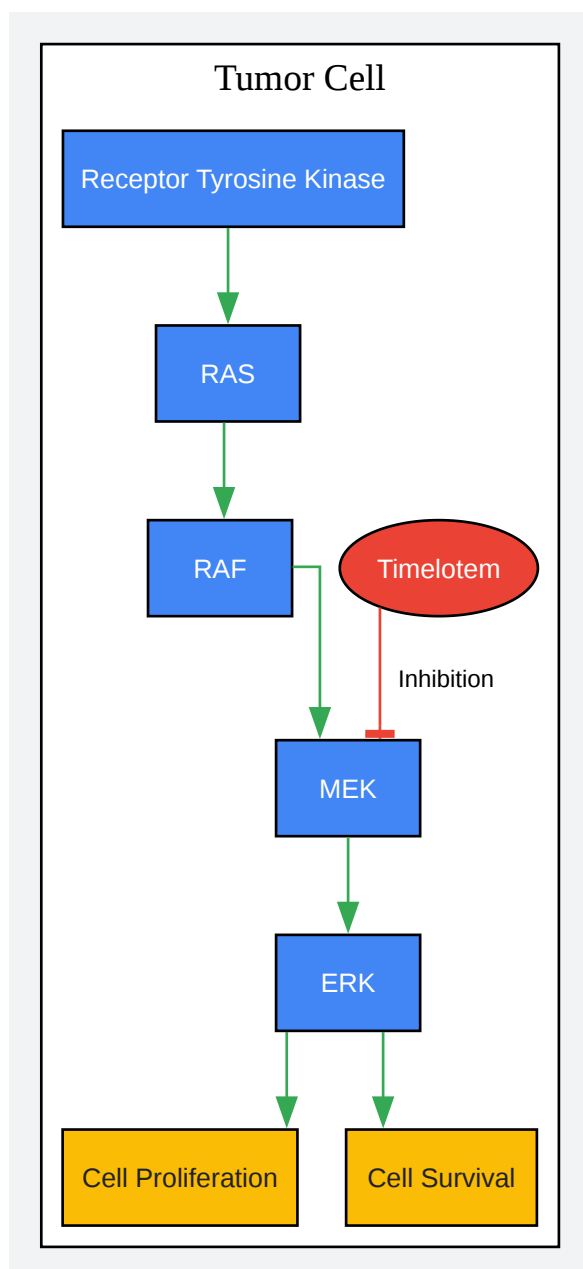 Tumor Cell
Receptor Tyrosine Kinase
RAS
RAF
Timelotem
Inhibition
MEK
ERK
Cell Proliferation
Cell Survival